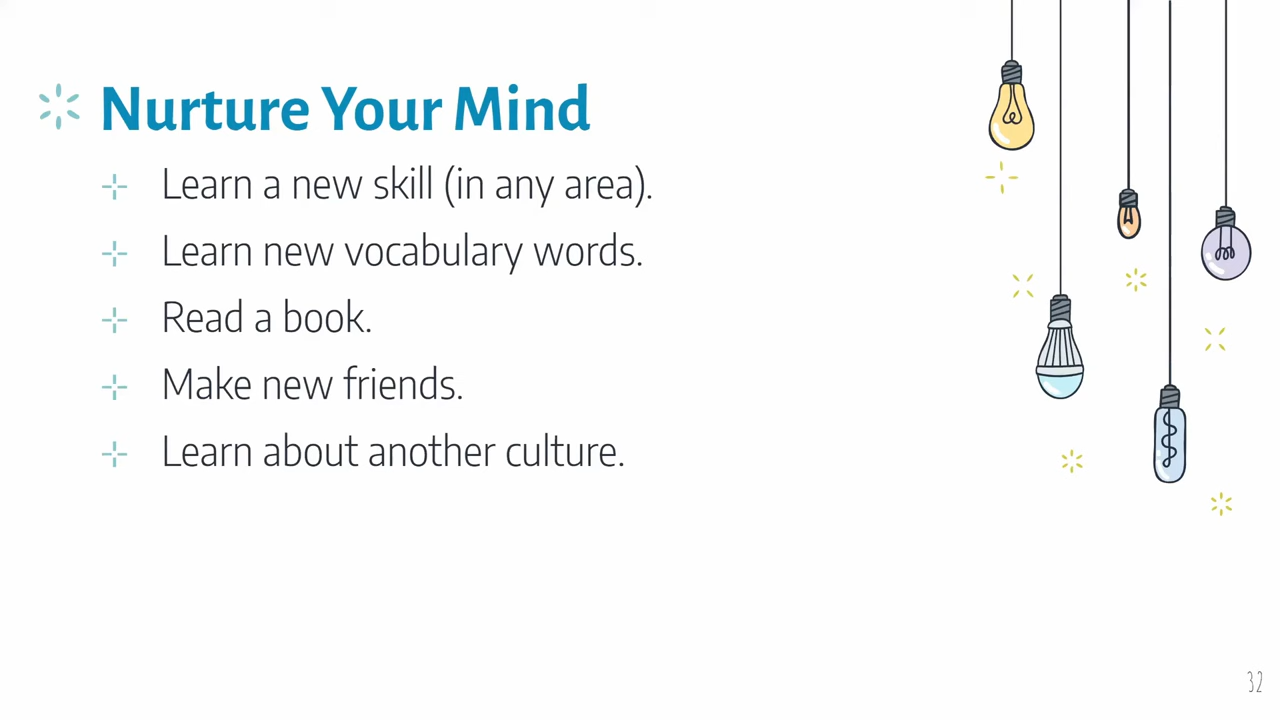 Nurture Your Mind
Learn a new skill (in any area).
Learn new vocabulary words.
Read a book.
Make new friends.
Learn about another culture.
32